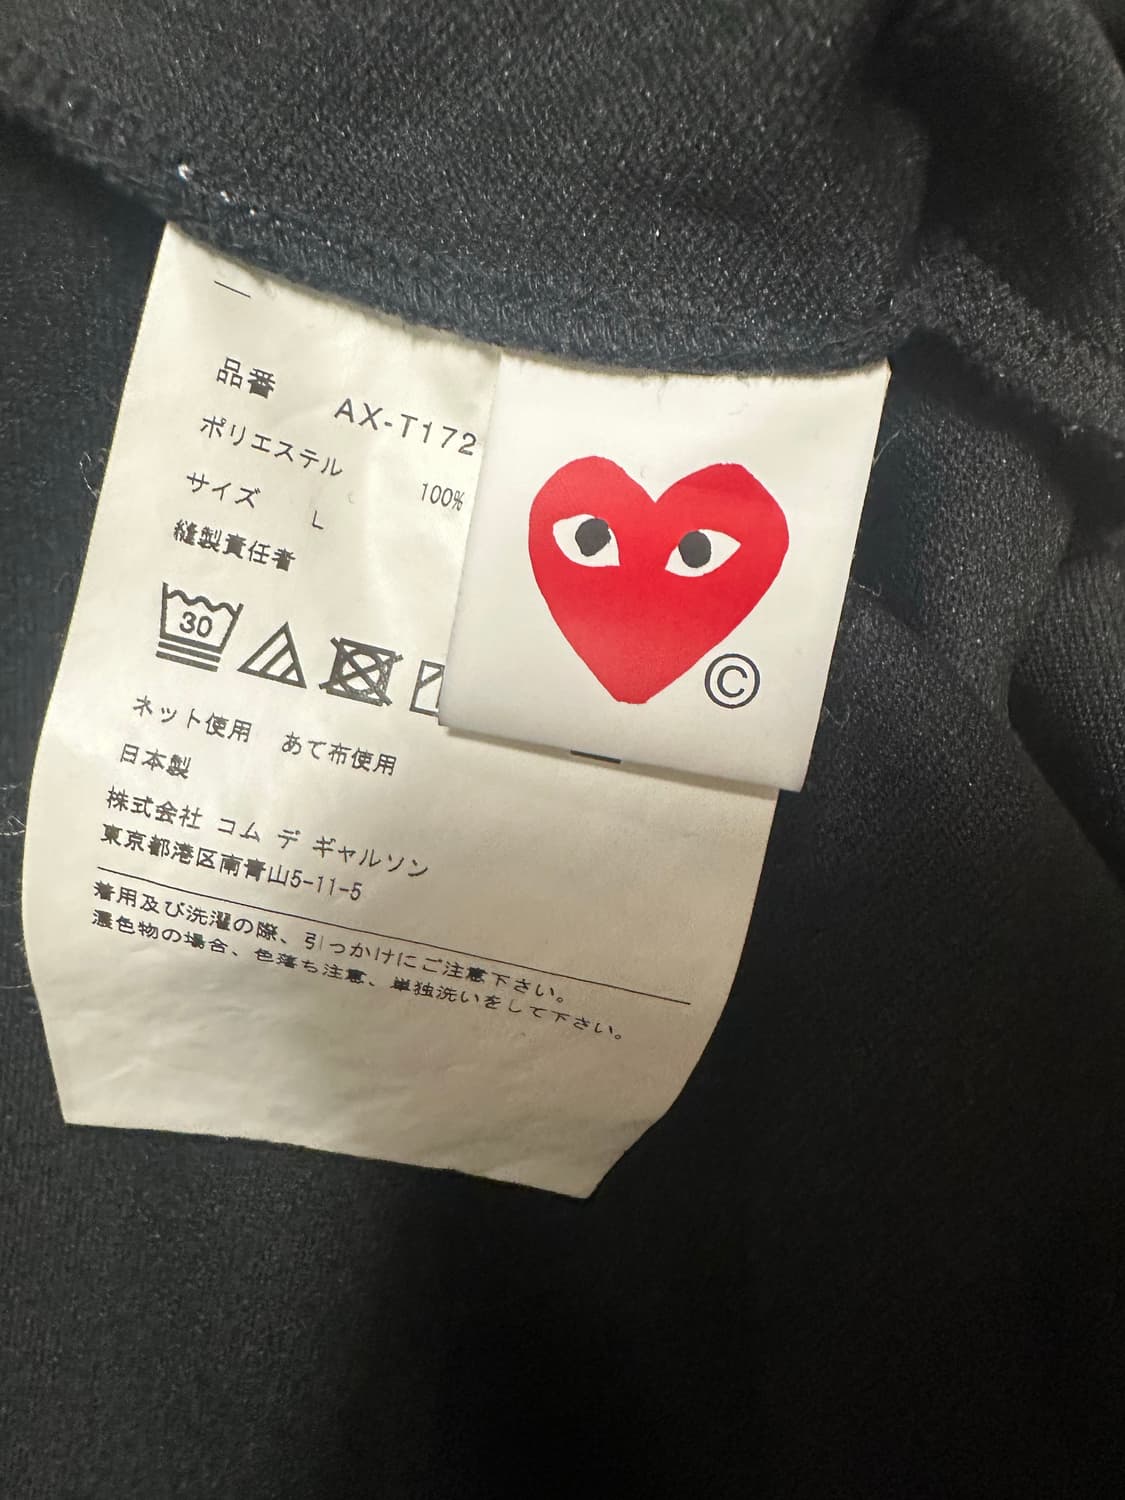 品番 AX-T172
ポリエステル 100%
サイズ L
縫製責任者
30
ネット使用 あて布使用
日本製
株式会社 コム デ ギャルソン
東京都港区南青山5-11-5
着用及び洗濯の際、引っかけにご注意下さい。
濃色物の場合、色落ち注意、単独洗いをして下さい。
©